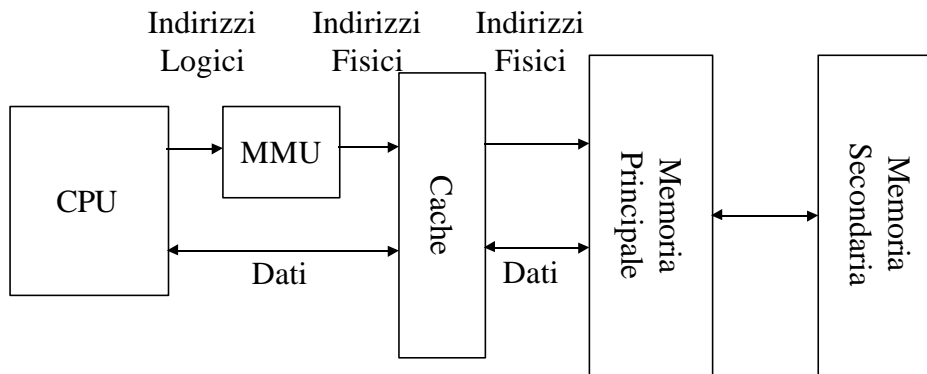 Indirizzi
Logici
Indirizzi
Fisici
Indirizzi
Fisici
CPU
MMU
Cache
Memoria
Principale
Memoria
Secondaria
Dati
Dati